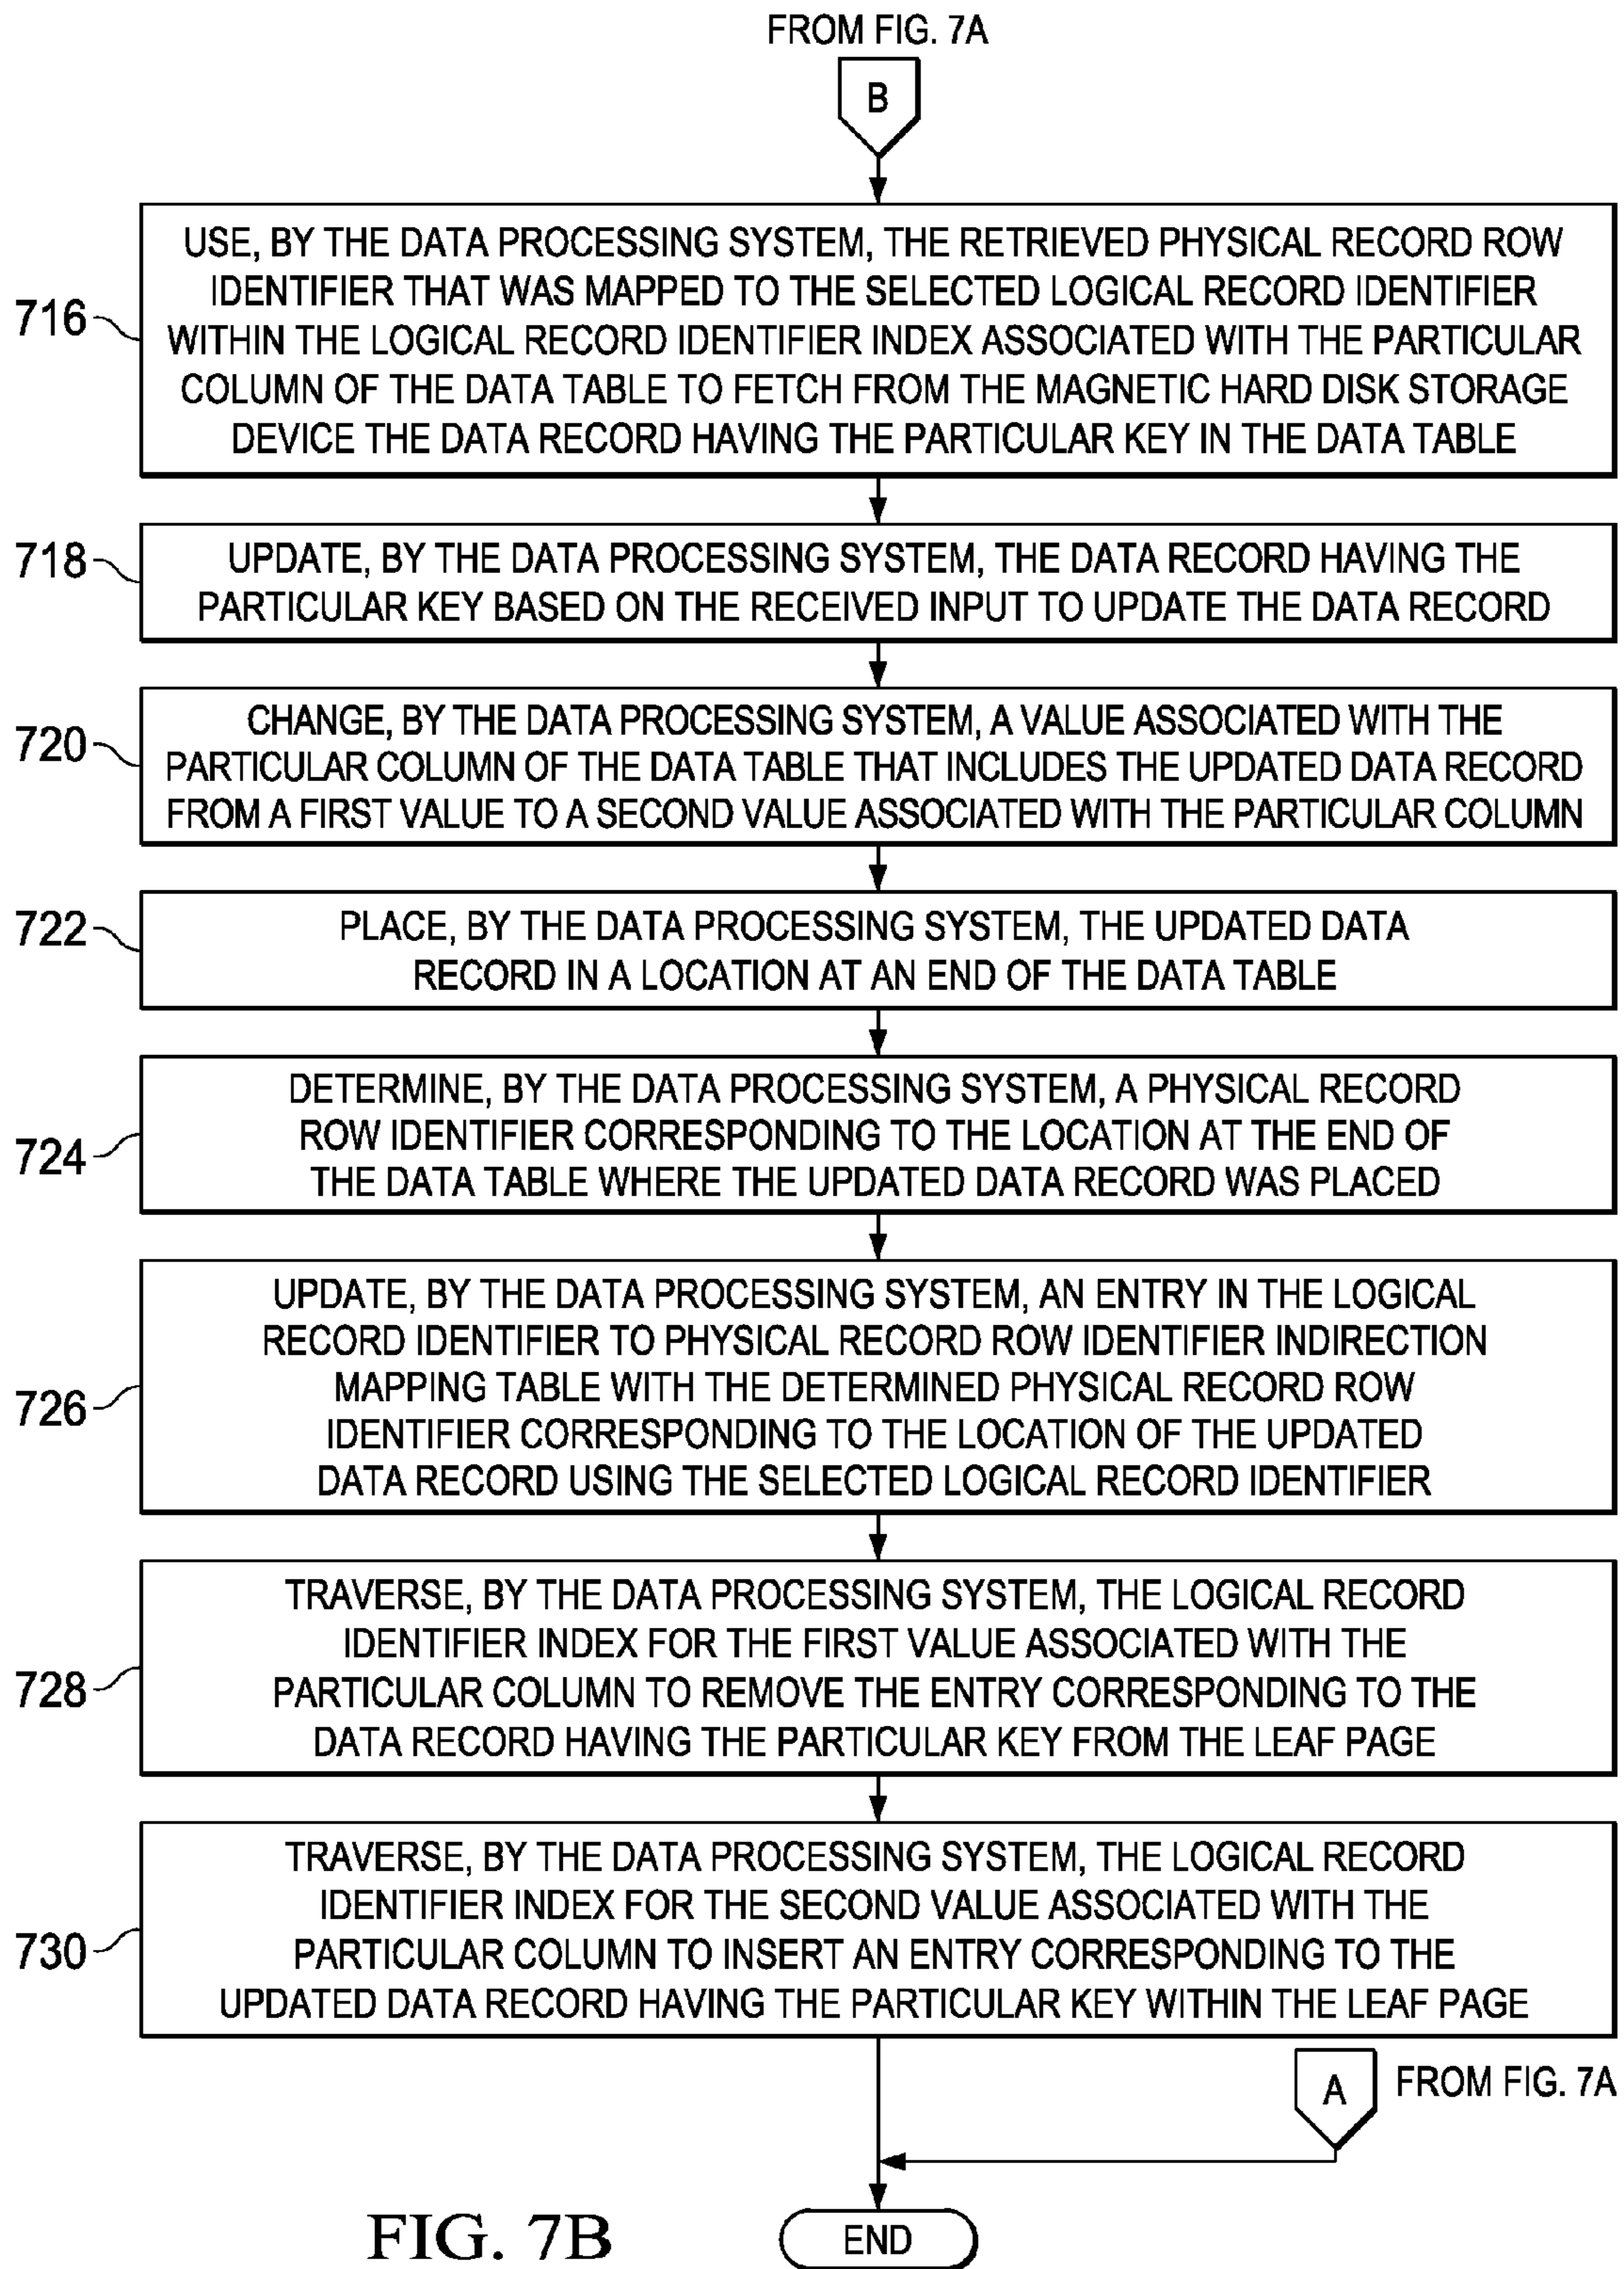 FROM FIG. 7A
B
716
USE, BY THE DATA PROCESSING SYSTEM, THE RETRIEVED PHYSICAL RECORD ROW
IDENTIFIER THAT WAS MAPPED TO THE SELECTED LOGICAL RECORD IDENTIFIER
WITHIN THE LOGICAL RECORD IDENTIFIER INDEX ASSOCIATED WITH THE PARTICULAR
COLUMN OF THE DATA TABLE TO FETCH FROM THE MAGNETIC HARD DISK STORAGE
DEVICE THE DATA RECORD HAVING THE PARTICULAR KEY IN THE DATA TABLE
718
UPDATE, BY THE DATA PROCESSING SYSTEM, THE DATA RECORD HAVING THE
PARTICULAR KEY BASED ON THE RECEIVED INPUT TO UPDATE THE DATA RECORD
720
CHANGE, BY THE DATA PROCESSING SYSTEM, A VALUE ASSOCIATED WITH THE
PARTICULAR COLUMN OF THE DATA TABLE THAT INCLUDES THE UPDATED DATA RECORD
FROM A FIRST VALUE TO A SECOND VALUE ASSOCIATED WITH THE PARTICULAR COLUMN
722
PLACE, BY THE DATA PROCESSING SYSTEM, THE UPDATED DATA
RECORD IN A LOCATION AT AN END OF THE DATA TABLE
724
DETERMINE, BY THE DATA PROCESSING SYSTEM, A PHYSICAL RECORD
ROW IDENTIFIER CORRESPONDING TO THE LOCATION AT THE END OF
THE DATA TABLE WHERE THE UPDATED DATA RECORD WAS PLACED
726
UPDATE, BY THE DATA PROCESSING SYSTEM, AN ENTRY IN THE LOGICAL
RECORD IDENTIFIER TO PHYSICAL RECORD ROW IDENTIFIER INDIRECTION
MAPPING TABLE WITH THE DETERMINED PHYSICAL RECORD ROW
IDENTIFIER CORRESPONDING TO THE LOCATION OF THE UPDATED
DATA RECORD USING THE SELECTED LOGICAL RECORD IDENTIFIER
728
TRAVERSE, BY THE DATA PROCESSING SYSTEM, THE LOGICAL RECORD
IDENTIFIER INDEX FOR THE FIRST VALUE ASSOCIATED WITH THE
PARTICULAR COLUMN TO REMOVE THE ENTRY CORRESPONDING TO THE
DATA RECORD HAVING THE PARTICULAR KEY FROM THE LEAF PAGE
730
TRAVERSE, BY THE DATA PROCESSING SYSTEM, THE LOGICAL RECORD
IDENTIFIER INDEX FOR THE SECOND VALUE ASSOCIATED WITH THE
PARTICULAR COLUMN TO INSERT AN ENTRY CORRESPONDING TO THE
UPDATED DATA RECORD HAVING THE PARTICULAR KEY WITHIN THE LEAF PAGE
A
FROM FIG. 7A
END
FIG. 7B